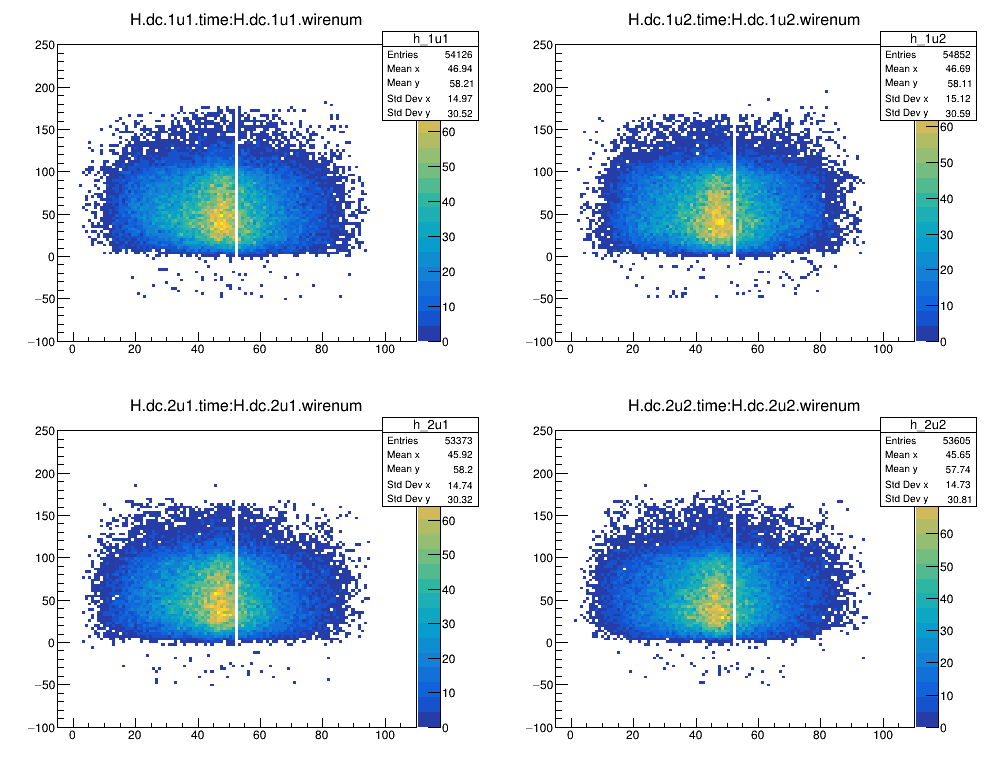 H.dc.1u1.time:H.dc.1u1.wirenum
h_1u1
Entries 54126
Mean x 46.94
Mean y 58.21
Std Dev x 14.97
Std Dev y 30.52
250
200
150
100
50
0
−50
−100
0 20 40 60 80 100
60
50
40
30
20
10
0
H.dc.1u2.time:H.dc.1u2.wirenum
h_1u2
Entries 54852
Mean x 46.69
Mean y 58.11
Std Dev x 15.12
Std Dev y 30.59
250
200
150
100
50
0
−50
−100
0 20 40 60 80 100
60
50
40
30
20
10
0
H.dc.2u1.time:H.dc.2u1.wirenum
h_2u1
Entries 53373
Mean x 45.92
Mean y 58.2
Std Dev x 14.74
Std Dev y 30.32
250
200
150
100
50
0
−50
−100
0 20 40 60 80 100
60
50
40
30
20
10
0
H.dc.2u2.time:H.dc.2u2.wirenum
h_2u2
Entries 53605
Mean x 45.65
Mean y 57.74
Std Dev x 14.73
Std Dev y 30.81
250
200
150
100
50
0
−50
−100
0 20 40 60 80 100
60
50
40
30
20
10
0